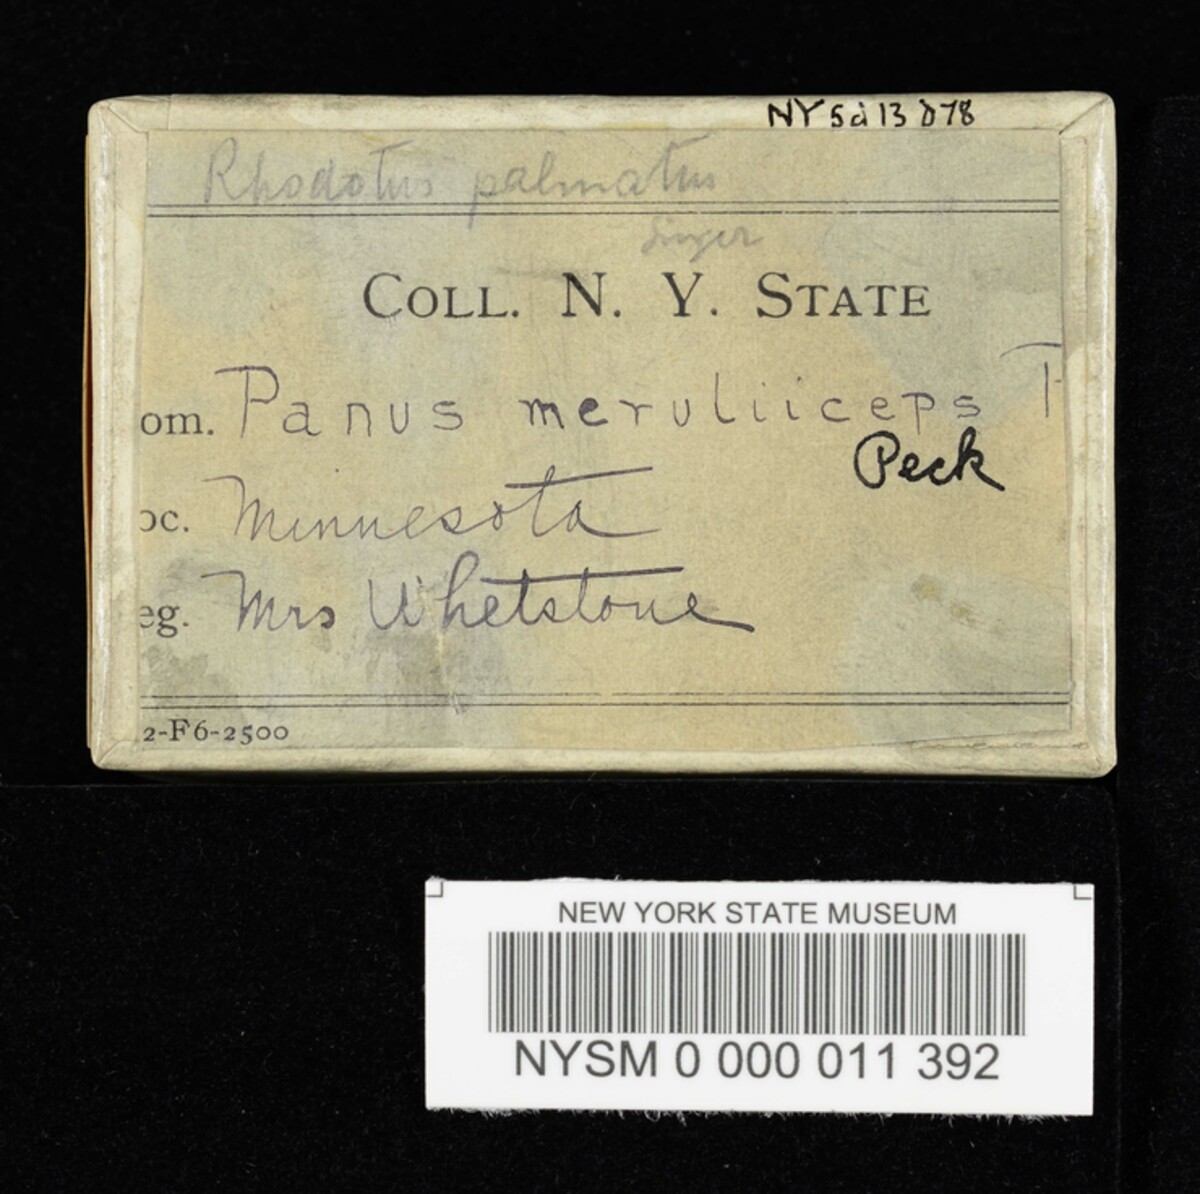 NYSd13878
Rhodotus palmatus
Singer
COLL. N. Y. STATE
om. Panus meruliiceps P
Peck
oc. Minnesota
eg. Mrs Whetstone
2-F6-2500
NEW YORK STATE MUSEUM
NYSM 0 000 011 392